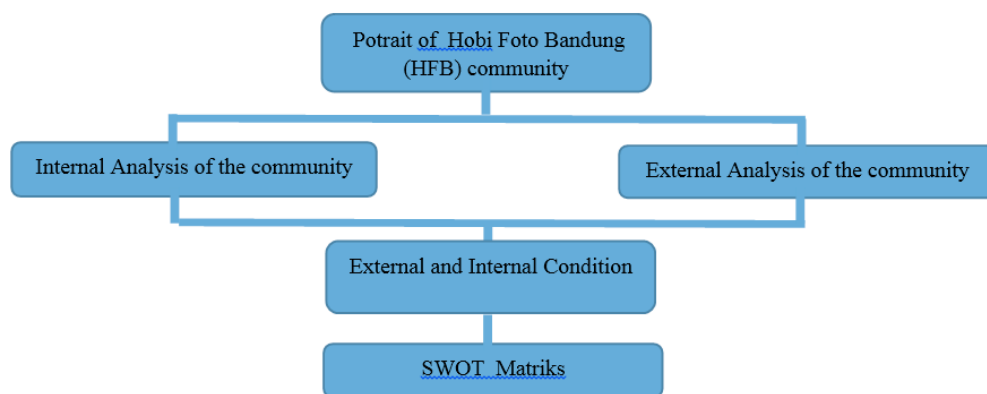 Potrait of Hobi Foto Bandung
(HFB) community
Internal Analysis of the community
External Analysis of the community
External and Internal Condition
SWOT Matriks